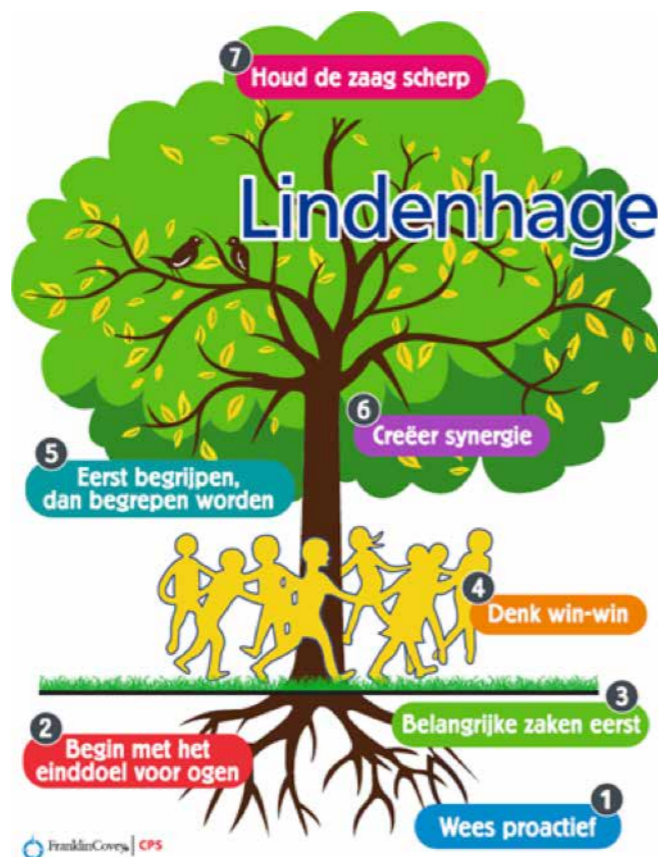 7
Houd de zaag scherp
Lindenhage
6
Creëer synergie
5
Eerst begrijpen,
dan begrepen worden
4
Denk win-win
3
Belangrijke zaken eerst
2
Begin met het
einddoel voor ogen
1
Wees proactief
FranklinCovey CPS